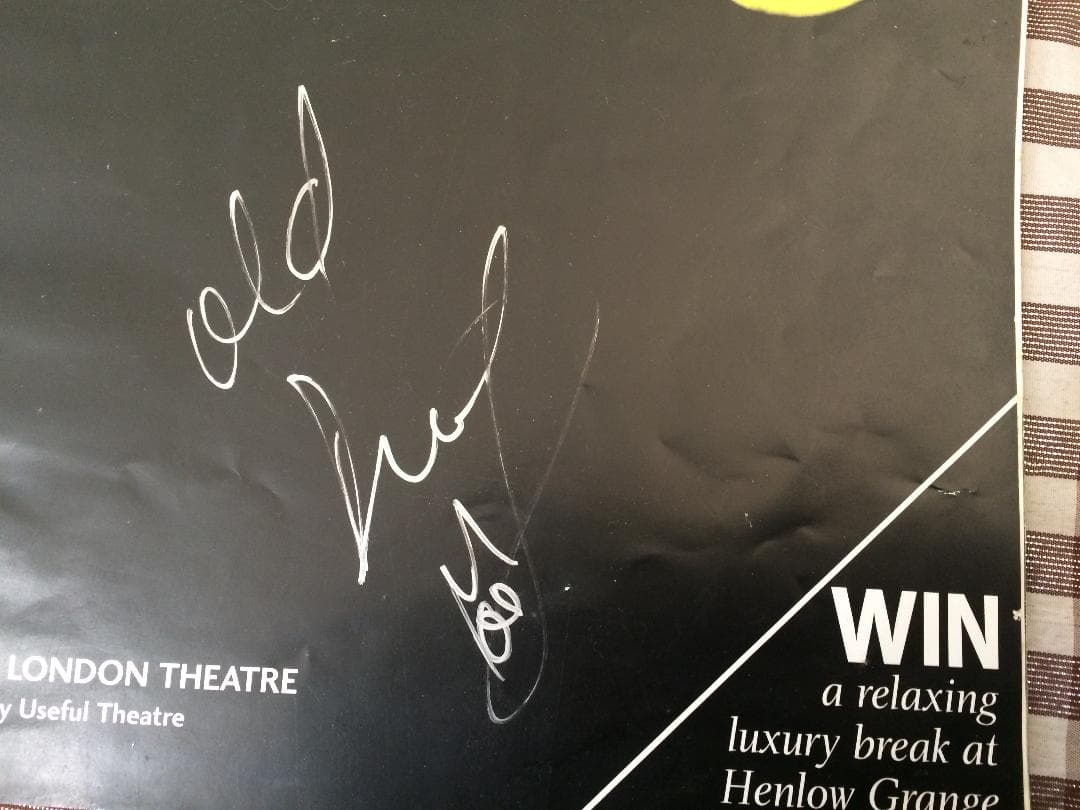 old
LONDON THEATRE
y Useful Theatre
WIN
a relaxing
luxury break at
Henlow Grange